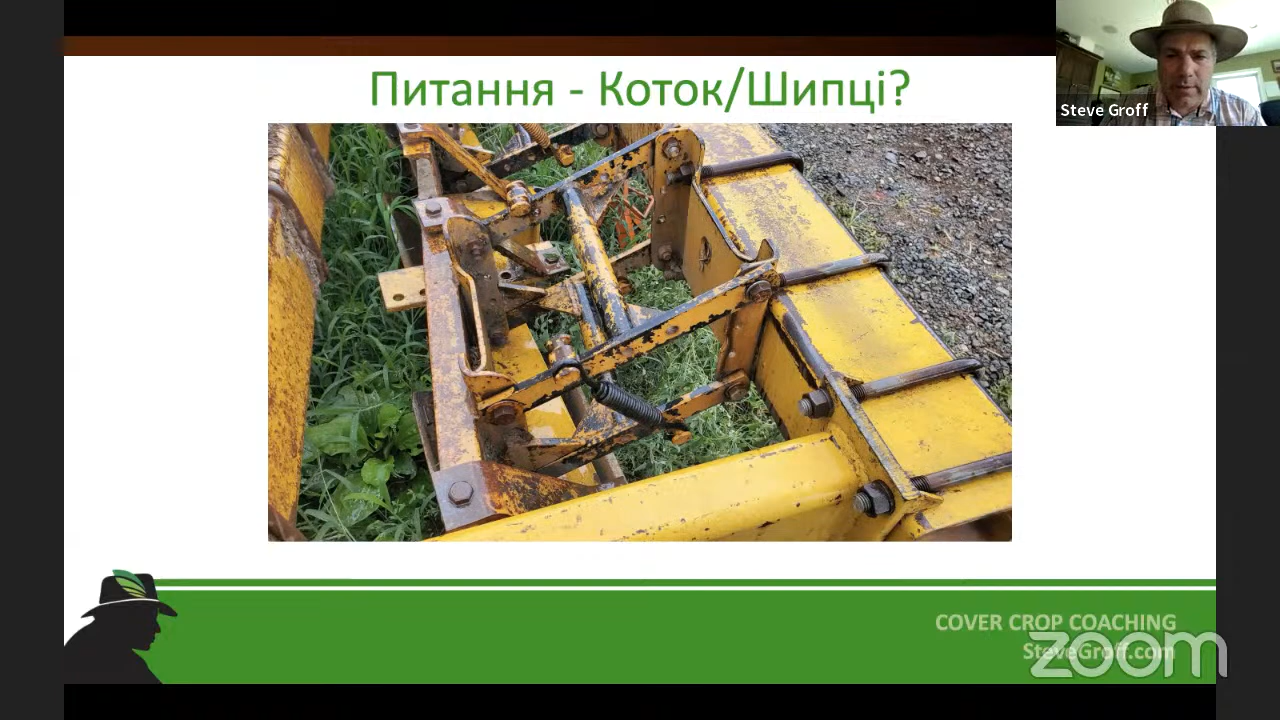 Питання - Коток/Шипці?
Steve Groff
COVER CROP COACHING
SteveGroff.com
zoom